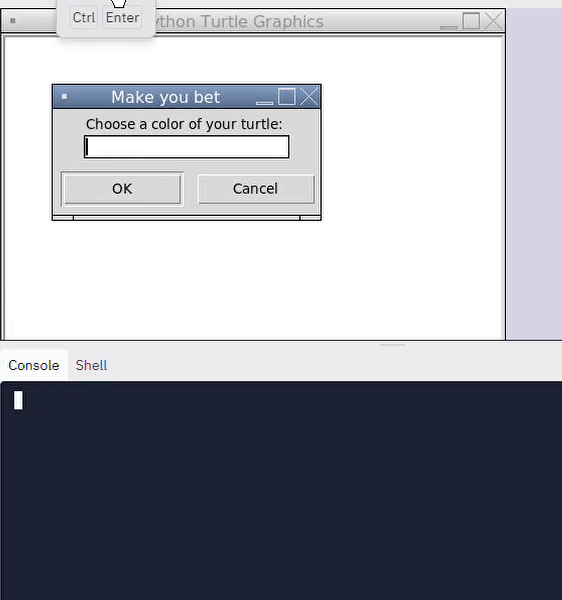 Ctrl Enter
ython Turtle Graphics
Make you bet
Choose a color of your turtle:
OK Cancel
Console Shell